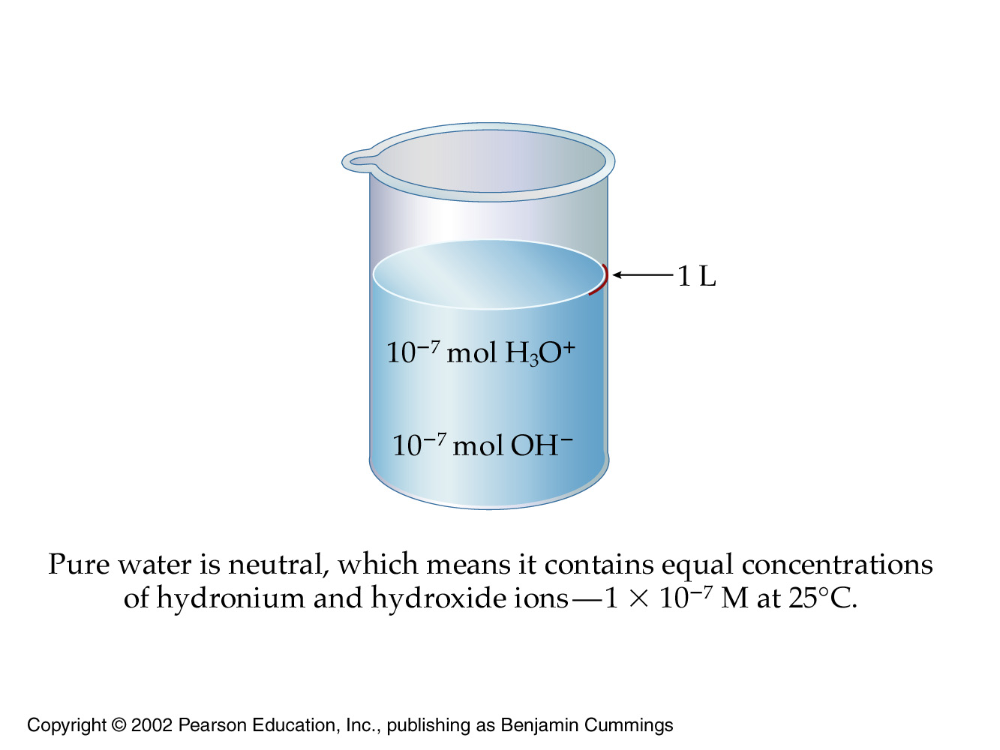 1 L
10⁻⁷ mol H₃O⁺
10⁻⁷ mol OH⁻
Pure water is neutral, which means it contains equal concentrations
of hydronium and hydroxide ions—1 × 10⁻⁷ M at 25°C.
Copyright © 2002 Pearson Education, Inc., publishing as Benjamin Cummings